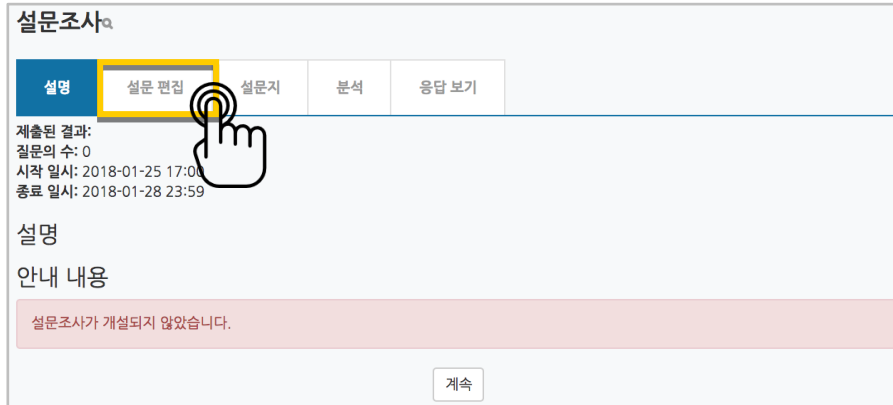 설문조사
설명 설문 편집 설문지 분석 응답 보기
제출된 결과:
질문의 수: 0
시작 일시: 2018-01-25 17:00
종료 일시: 2018-01-28 23:59
설명
안내 내용
설문조사가 개설되지 않았습니다.
계속